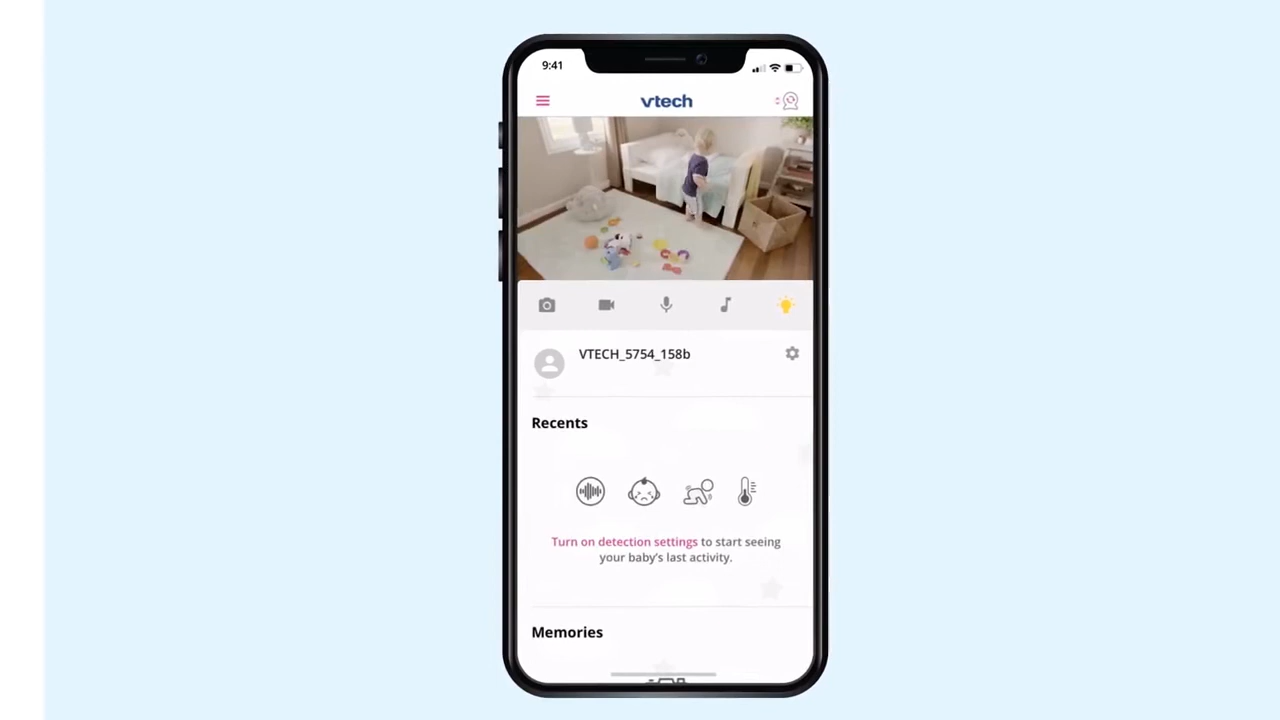 9:41
vtech
VTECH_5754_158b
Recents
Turn on detection settings to start seeing
your baby's last activity.
Memories